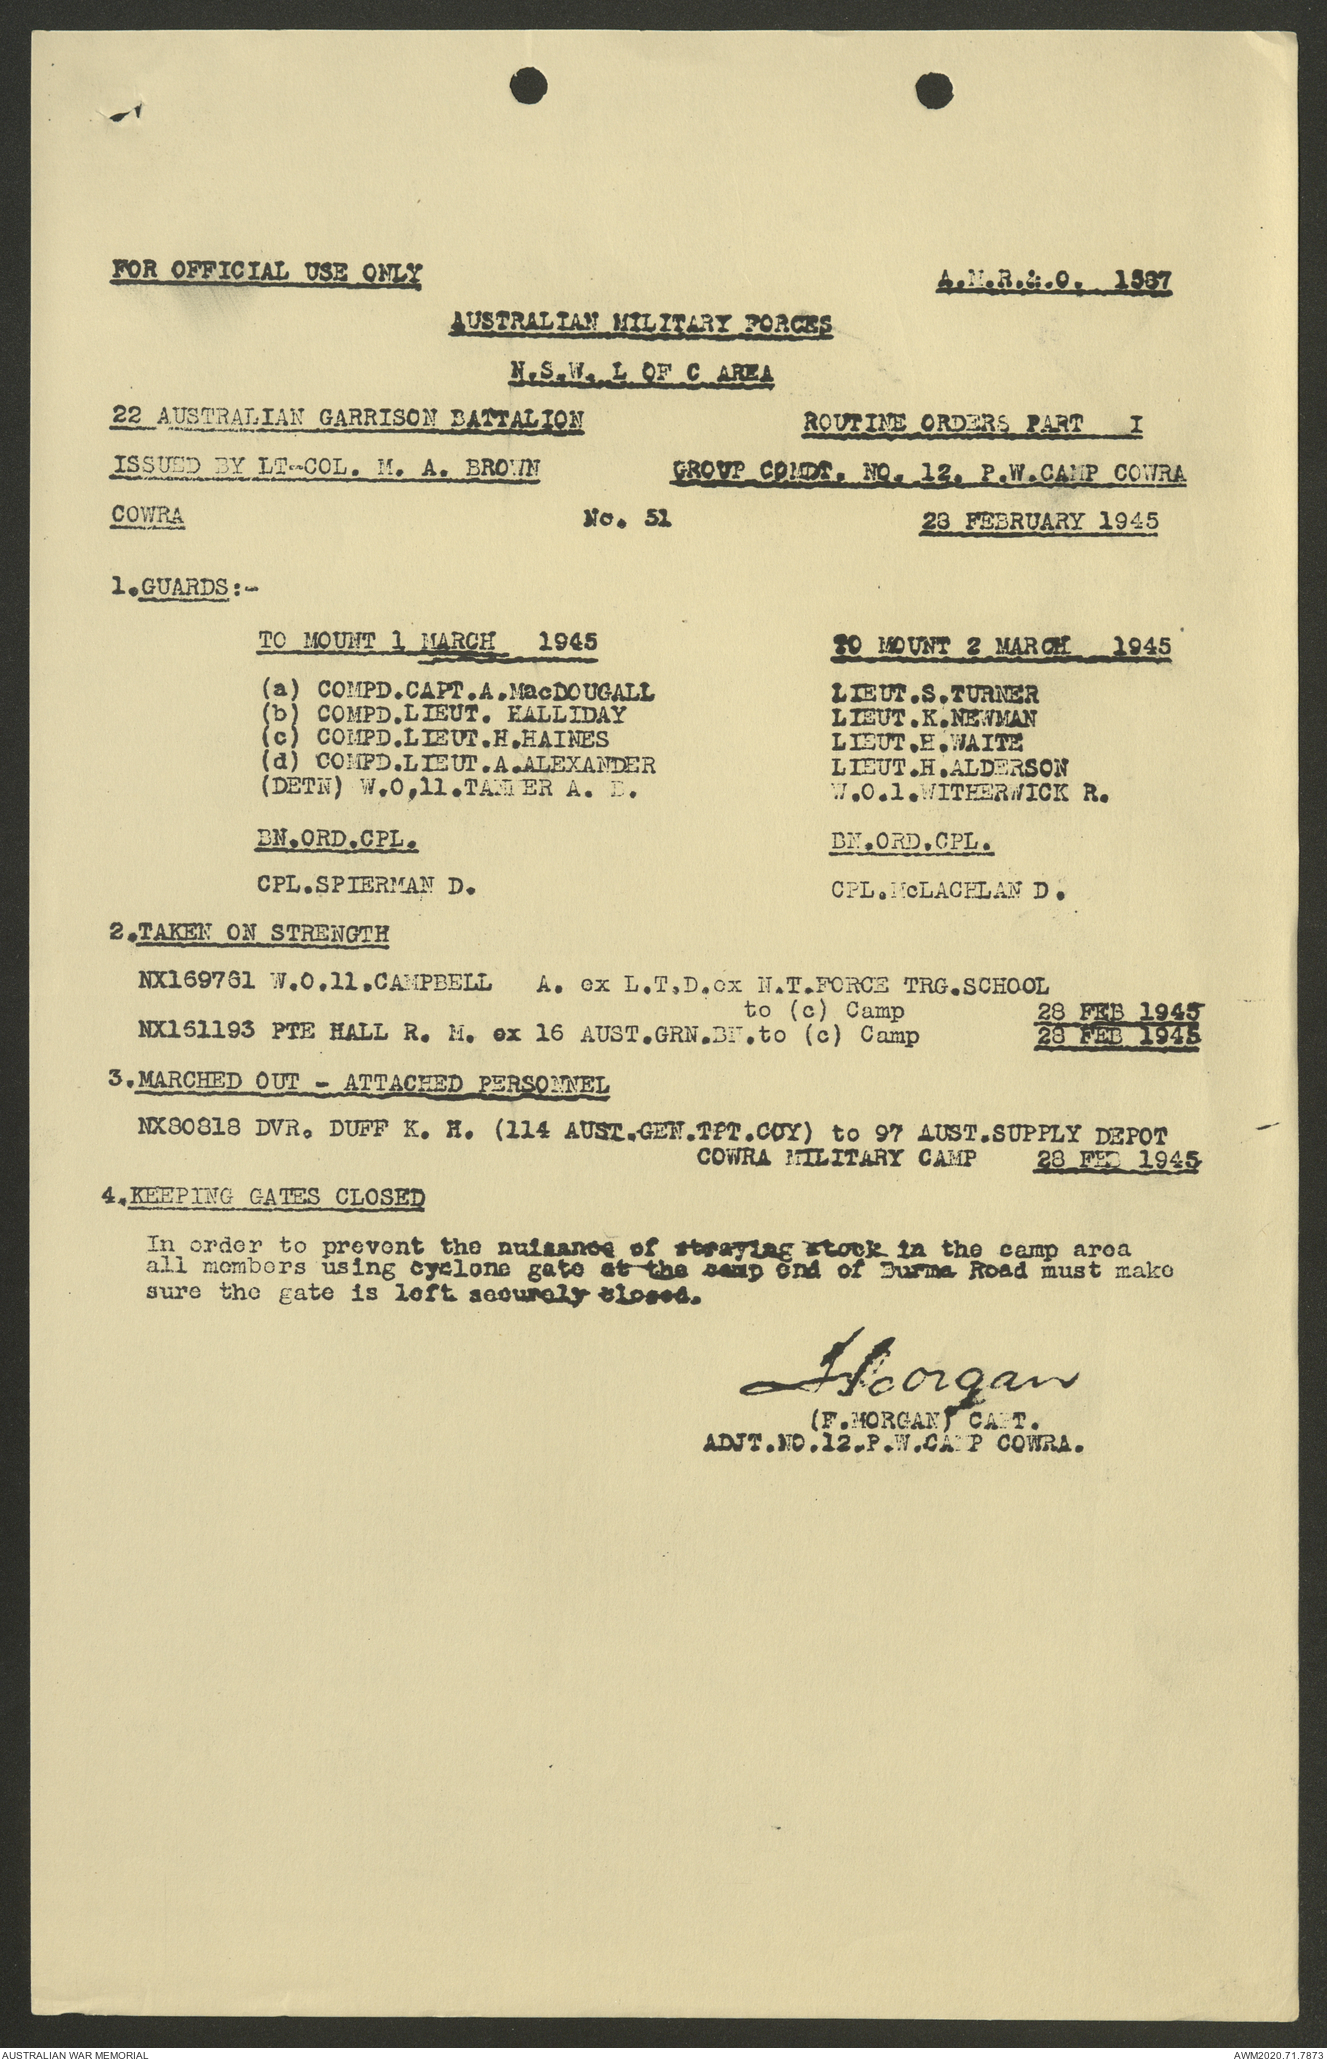 FOR OFFICIAL USE ONLY A.M.R.&.O. 1587
AUSTRALIAN MILITARY FORCES
N.S.W. L OF C AREA
22 AUSTRALIAN GARRISON BATTALION ROUTINE ORDERS PART I
ISSUED BY LT-COL. M. A. BROWN GROUP COMDT. NO. 12. P.W.CAMP COWRA
COWRA No. 51 28 FEBRUARY 1945
1.GUARDS:-
TO MOUNT 1 MARCH 1945 TO MOUNT 2 MARCH 1945
(a) COMPD.CAPT.A.MacDOUGALL LIEUT.S.TURNER
(b) COMPD.LIEUT. HALLIDAY LIEUT.K.NEWMAN
(c) COMPD.LIEUT.H.HAINES LIEUT.H.WAITE
(d) COMPD.LIEUT.A.ALEXANDER LIEUT.H.ALDERSON
(DETN) W.O,11. A. W.O.1.WITHERWICK R.
BN.ORD.CPL. BN.ORD.CPL.
CPL.SPIERMAN D. CPL.McLACHLAN D.
2.TAKEN ON STRENGTH
NX169761 W.O.11.CAMPBELL A. ex L.T,D.ex N.T.FORCE TRG.SCHOOL
to (c) Camp 28 FEB 1945
NX161193 PTE HALL R. M. ex 16 AUST.GRN.BN.to (c) Camp 28 FEB 1945
3.MARCHED OUT - ATTACHED PERSONNEL
NX80818 DVR. DUFF K. H. (114 AUST.GEN.TPT.COY) to 97 AUST.SUPPLY DEPOT
COWRA MILITARY CAMP 28 FEB 1945
4.KEEPING GATES CLOSED
In order to prevent the nuisance of straying stock in the camp area
all members using cyclone gate at the camp end of Burma Road must make
sure the gate is left securely closed.
F Morgan
(F.MORGAN) CAPT.
ADJT.NO.12.P.W.CAMP COWRA.
AUSTRALIAN WAR MEMORIAL AWM2020.71.7873